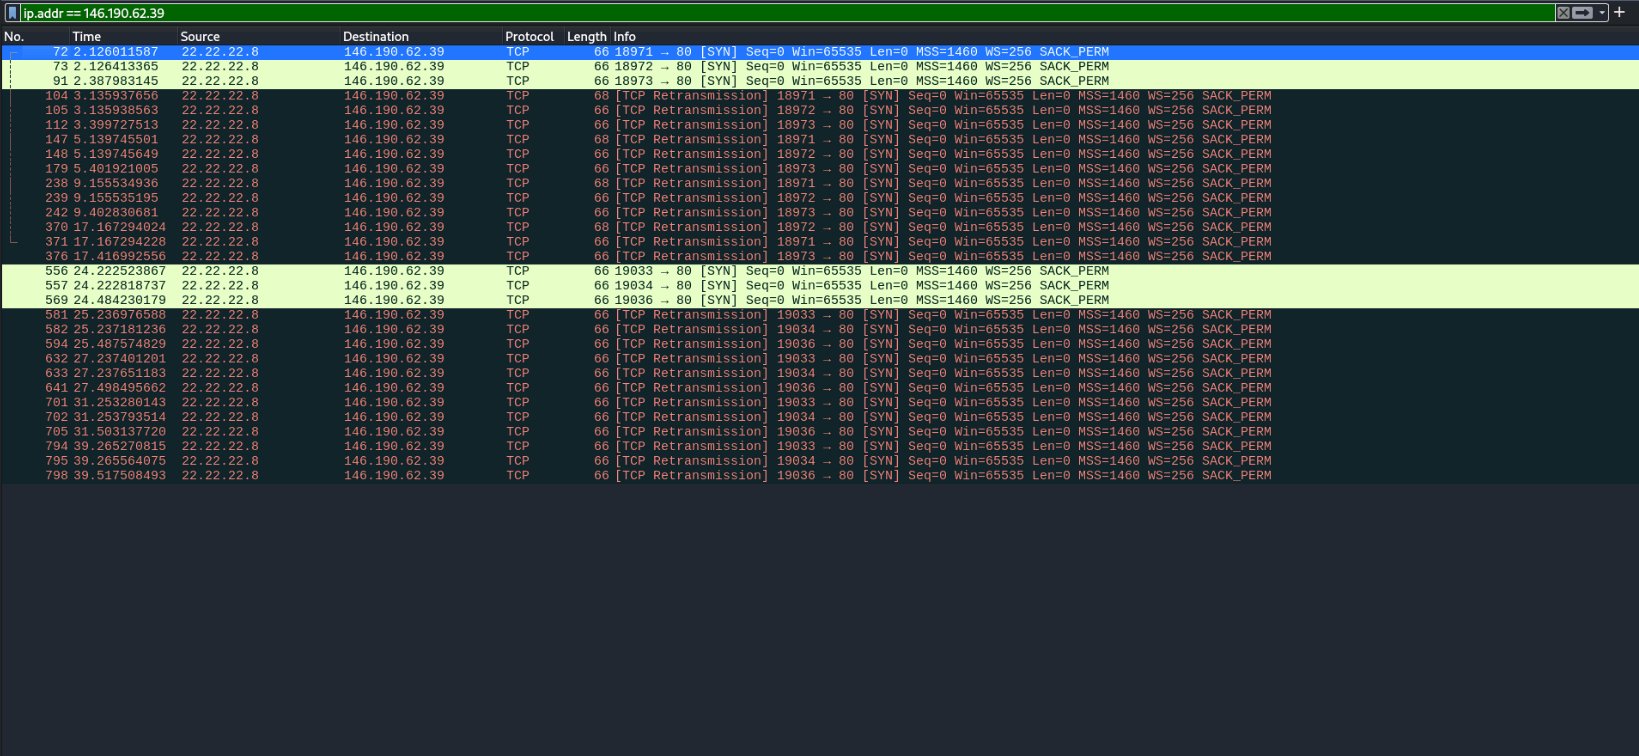 ip.addr == 146.190.62.39
No. Time Source Destination Protocol Length Info
72 2.126011587 22.22.22.8 146.190.62.39 TCP 66 18971 → 80 [SYN] Seq=0 Win=65535 Len=0 MSS=1460 WS=256 SACK_PERM
73 2.126413365 22.22.22.8 146.190.62.39 TCP 66 18972 → 80 [SYN] Seq=0 Win=65535 Len=0 MSS=1460 WS=256 SACK_PERM
91 2.387983145 22.22.22.8 146.190.62.39 TCP 66 18973 → 80 [SYN] Seq=0 Win=65535 Len=0 MSS=1460 WS=256 SACK_PERM
104 3.135937656 22.22.22.8 146.190.62.39 TCP 68 [TCP Retransmission] 18971 → 80 [SYN] Seq=0 Win=65535 Len=0 MSS=1460 WS=256 SACK_PERM
105 3.135938563 22.22.22.8 146.190.62.39 TCP 66 [TCP Retransmission] 18972 → 80 [SYN] Seq=0 Win=65535 Len=0 MSS=1460 WS=256 SACK_PERM
112 3.399727513 22.22.22.8 146.190.62.39 TCP 66 [TCP Retransmission] 18973 → 80 [SYN] Seq=0 Win=65535 Len=0 MSS=1460 WS=256 SACK_PERM
147 5.139745501 22.22.22.8 146.190.62.39 TCP 68 [TCP Retransmission] 18971 → 80 [SYN] Seq=0 Win=65535 Len=0 MSS=1460 WS=256 SACK_PERM
148 5.139745649 22.22.22.8 146.190.62.39 TCP 66 [TCP Retransmission] 18972 → 80 [SYN] Seq=0 Win=65535 Len=0 MSS=1460 WS=256 SACK_PERM
179 5.401921005 22.22.22.8 146.190.62.39 TCP 66 [TCP Retransmission] 18973 → 80 [SYN] Seq=0 Win=65535 Len=0 MSS=1460 WS=256 SACK_PERM
238 9.155534936 22.22.22.8 146.190.62.39 TCP 68 [TCP Retransmission] 18971 → 80 [SYN] Seq=0 Win=65535 Len=0 MSS=1460 WS=256 SACK_PERM
239 9.155535195 22.22.22.8 146.190.62.39 TCP 66 [TCP Retransmission] 18972 → 80 [SYN] Seq=0 Win=65535 Len=0 MSS=1460 WS=256 SACK_PERM
242 9.402830681 22.22.22.8 146.190.62.39 TCP 66 [TCP Retransmission] 18973 → 80 [SYN] Seq=0 Win=65535 Len=0 MSS=1460 WS=256 SACK_PERM
370 17.167294024 22.22.22.8 146.190.62.39 TCP 68 [TCP Retransmission] 18972 → 80 [SYN] Seq=0 Win=65535 Len=0 MSS=1460 WS=256 SACK_PERM
371 17.167294228 22.22.22.8 146.190.62.39 TCP 66 [TCP Retransmission] 18971 → 80 [SYN] Seq=0 Win=65535 Len=0 MSS=1460 WS=256 SACK_PERM
376 17.416992556 22.22.22.8 146.190.62.39 TCP 66 [TCP Retransmission] 18973 → 80 [SYN] Seq=0 Win=65535 Len=0 MSS=1460 WS=256 SACK_PERM
556 24.222523867 22.22.22.8 146.190.62.39 TCP 66 19033 → 80 [SYN] Seq=0 Win=65535 Len=0 MSS=1460 WS=256 SACK_PERM
557 24.222818737 22.22.22.8 146.190.62.39 TCP 66 19034 → 80 [SYN] Seq=0 Win=65535 Len=0 MSS=1460 WS=256 SACK_PERM
569 24.484230179 22.22.22.8 146.190.62.39 TCP 66 19036 → 80 [SYN] Seq=0 Win=65535 Len=0 MSS=1460 WS=256 SACK_PERM
581 25.236976588 22.22.22.8 146.190.62.39 TCP 66 [TCP Retransmission] 19033 → 80 [SYN] Seq=0 Win=65535 Len=0 MSS=1460 WS=256 SACK_PERM
582 25.237181236 22.22.22.8 146.190.62.39 TCP 66 [TCP Retransmission] 19034 → 80 [SYN] Seq=0 Win=65535 Len=0 MSS=1460 WS=256 SACK_PERM
594 25.487574829 22.22.22.8 146.190.62.39 TCP 66 [TCP Retransmission] 19036 → 80 [SYN] Seq=0 Win=65535 Len=0 MSS=1460 WS=256 SACK_PERM
632 27.237401201 22.22.22.8 146.190.62.39 TCP 66 [TCP Retransmission] 19033 → 80 [SYN] Seq=0 Win=65535 Len=0 MSS=1460 WS=256 SACK_PERM
633 27.237651183 22.22.22.8 146.190.62.39 TCP 66 [TCP Retransmission] 19034 → 80 [SYN] Seq=0 Win=65535 Len=0 MSS=1460 WS=256 SACK_PERM
641 27.498495662 22.22.22.8 146.190.62.39 TCP 66 [TCP Retransmission] 19036 → 80 [SYN] Seq=0 Win=65535 Len=0 MSS=1460 WS=256 SACK_PERM
701 31.253280143 22.22.22.8 146.190.62.39 TCP 66 [TCP Retransmission] 19033 → 80 [SYN] Seq=0 Win=65535 Len=0 MSS=1460 WS=256 SACK_PERM
702 31.253793514 22.22.22.8 146.190.62.39 TCP 66 [TCP Retransmission] 19034 → 80 [SYN] Seq=0 Win=65535 Len=0 MSS=1460 WS=256 SACK_PERM
705 31.503137720 22.22.22.8 146.190.62.39 TCP 66 [TCP Retransmission] 19036 → 80 [SYN] Seq=0 Win=65535 Len=0 MSS=1460 WS=256 SACK_PERM
794 39.265270815 22.22.22.8 146.190.62.39 TCP 66 [TCP Retransmission] 19033 → 80 [SYN] Seq=0 Win=65535 Len=0 MSS=1460 WS=256 SACK_PERM
795 39.265564075 22.22.22.8 146.190.62.39 TCP 66 [TCP Retransmission] 19034 → 80 [SYN] Seq=0 Win=65535 Len=0 MSS=1460 WS=256 SACK_PERM
798 39.517508493 22.22.22.8 146.190.62.39 TCP 66 [TCP Retransmission] 19036 → 80 [SYN] Seq=0 Win=65535 Len=0 MSS=1460 WS=256 SACK_PERM